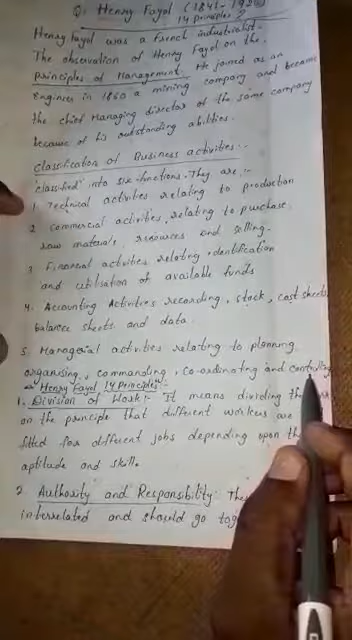 Q. Henry Fayol (1841-192
14 principles ?
Henry fayol was a french industrialist.
The observation of Henry Fayol on the
principles of Management. He joined as an
Engineer in 1860 a mining company and became
the chief Managing director of the same company
because of his outstanding abilities.
classification of Business activities :-
"classified" into six-functions. They are :-
1. Technical activities relating to production
2 Commercial activities, relating to purchase
raw materials, resources and selling.
3. Financial activities relating identification
and utilisation of available funds
4. Accounting Activities recording, stock, cost sheets,
balance sheets and data.
5. Managerial activities relating to planning
organising, commanding, co-ordinating and controlling
Henry Fayol 14 principles :-
1. Division of Work :- It means dividing the
on the principle that different workers are
fitted for different jobs depending upon th
aptitude and skills
2 Authority and Responsibility: The
interrelated and should go tog